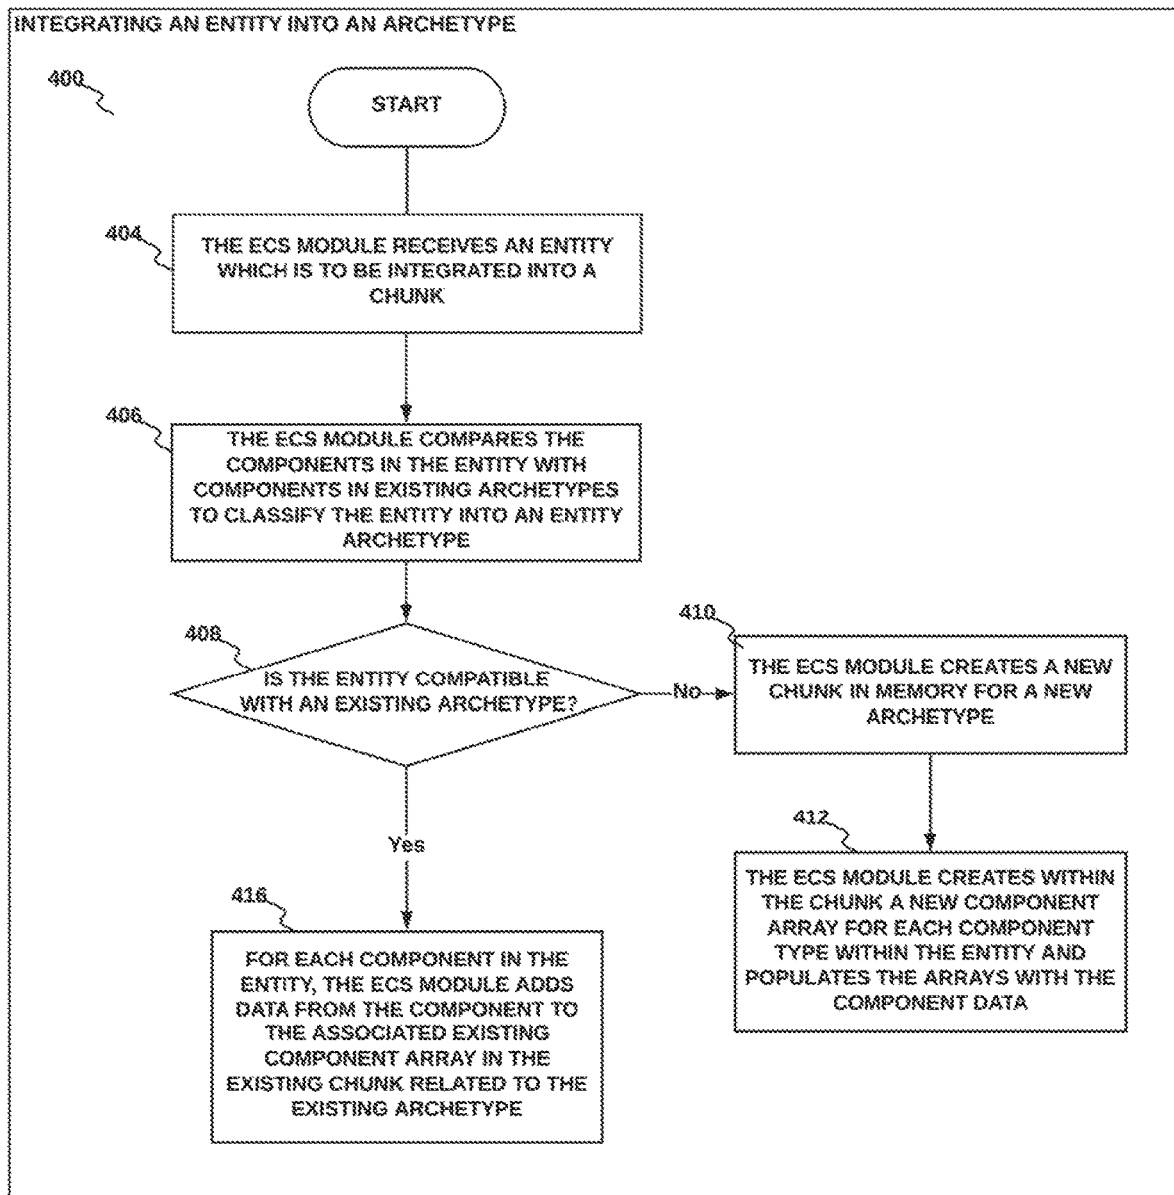 INTEGRATING AN ENTITY INTO AN ARCHETYPE
400
START
404
THE ECS MODULE RECEIVES AN ENTITY
WHICH IS TO BE INTEGRATED INTO A
CHUNK
406
THE ECS MODULE COMPARES THE
COMPONENTS IN THE ENTITY WITH
COMPONENTS IN EXISTING ARCHETYPES
TO CLASSIFY THE ENTITY INTO AN ENTITY
ARCHETYPE
408
IS THE ENTITY COMPATIBLE
WITH AN EXISTING ARCHETYPE?
No
410
THE ECS MODULE CREATES A NEW
CHUNK IN MEMORY FOR A NEW
ARCHETYPE
412
THE ECS MODULE CREATES WITHIN
THE CHUNK A NEW COMPONENT
ARRAY FOR EACH COMPONENT
TYPE WITHIN THE ENTITY AND
POPULATES THE ARRAYS WITH THE
COMPONENT DATA
Yes
416
FOR EACH COMPONENT IN THE
ENTITY, THE ECS MODULE ADDS
DATA FROM THE COMPONENT TO
THE ASSOCIATED EXISTING
COMPONENT ARRAY IN THE
EXISTING CHUNK RELATED TO THE
EXISTING ARCHETYPE